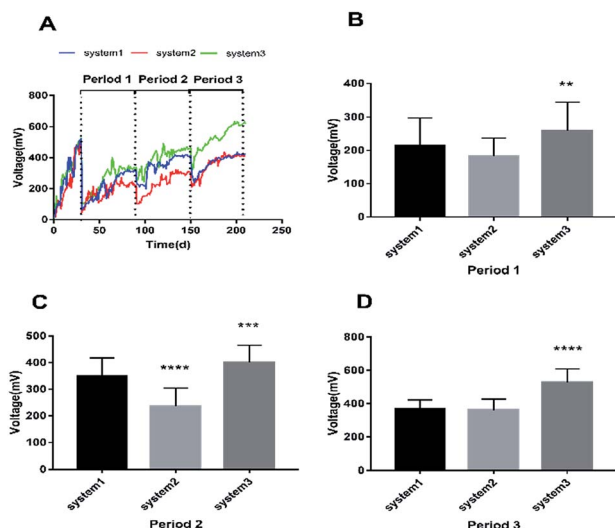 A
system1 system2 system3
Period 1 Period 2 Period 3
800
600
400
200
0
Voltage(mV)
0 50 100 150 200 250
Time(d)
B
400
300
200
100
0
Voltage(mV)
**
system1 system2 system3
Period 1
C
500
400
300
200
100
0
Voltage(mV)
**** ***
system1 system2 system3
Period 2
D
800
600
400
200
0
Voltage(mV)
****
system1 system2 system3
Period 3